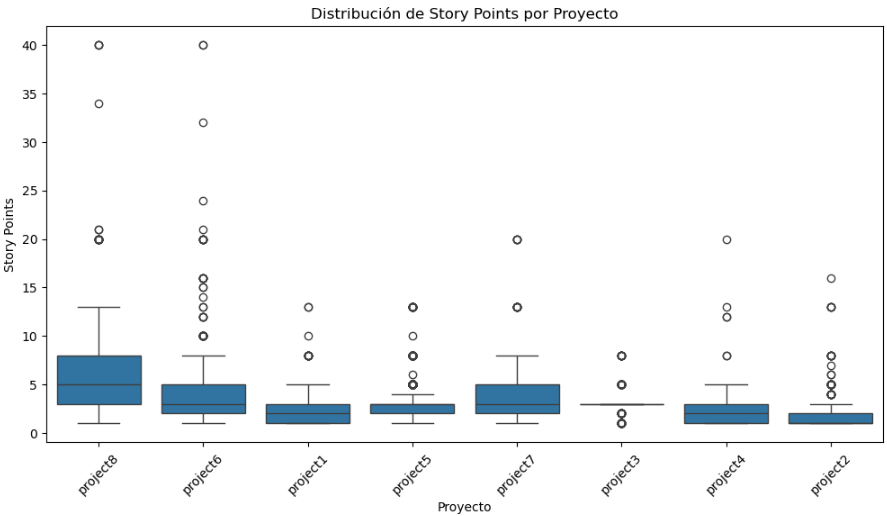 Distribución de Story Points por Proyecto
Story Points
40
35
30
25
20
15
10
5
0
project8
project6
project1
project5
project7
project3
project4
project2
Proyecto